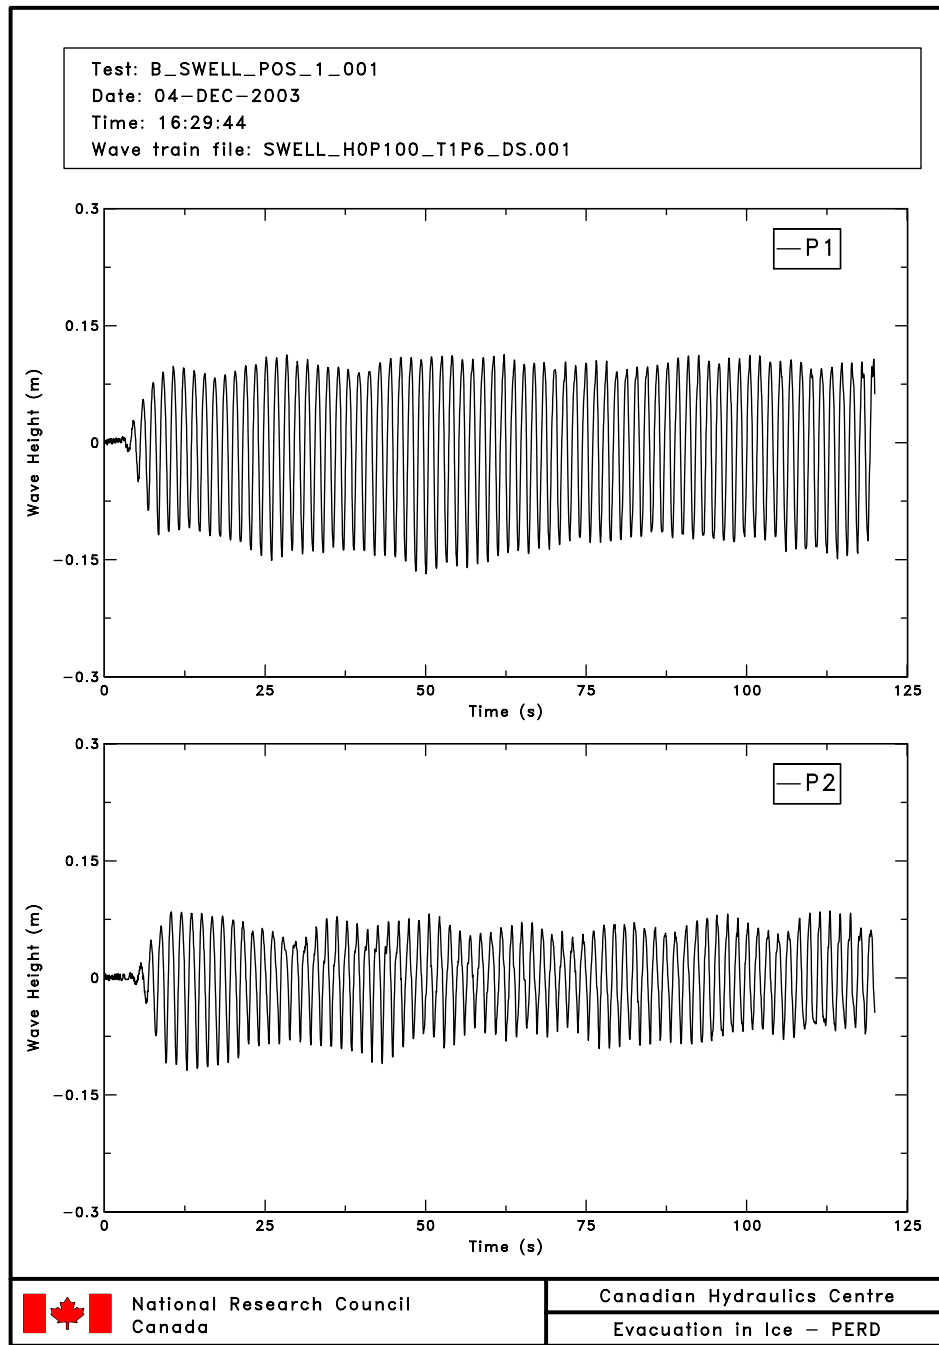 Test: B_SWELL_POS_1_001
Date: 04-DEC-2003
Time: 16:29:44
Wave train file: SWELL_H0P100_T1P6_DS.001
0.3
P1
0.15
Wave Height (m)
0
-0.15
-0.3
0 25 50 75 100 125
Time (s)
0.3
P2
0.15
Wave Height (m)
0
-0.15
-0.3
0 25 50 75 100 125
Time (s)
National Research Council
Canada
Canadian Hydraulics Centre
Evacuation in Ice - PERD